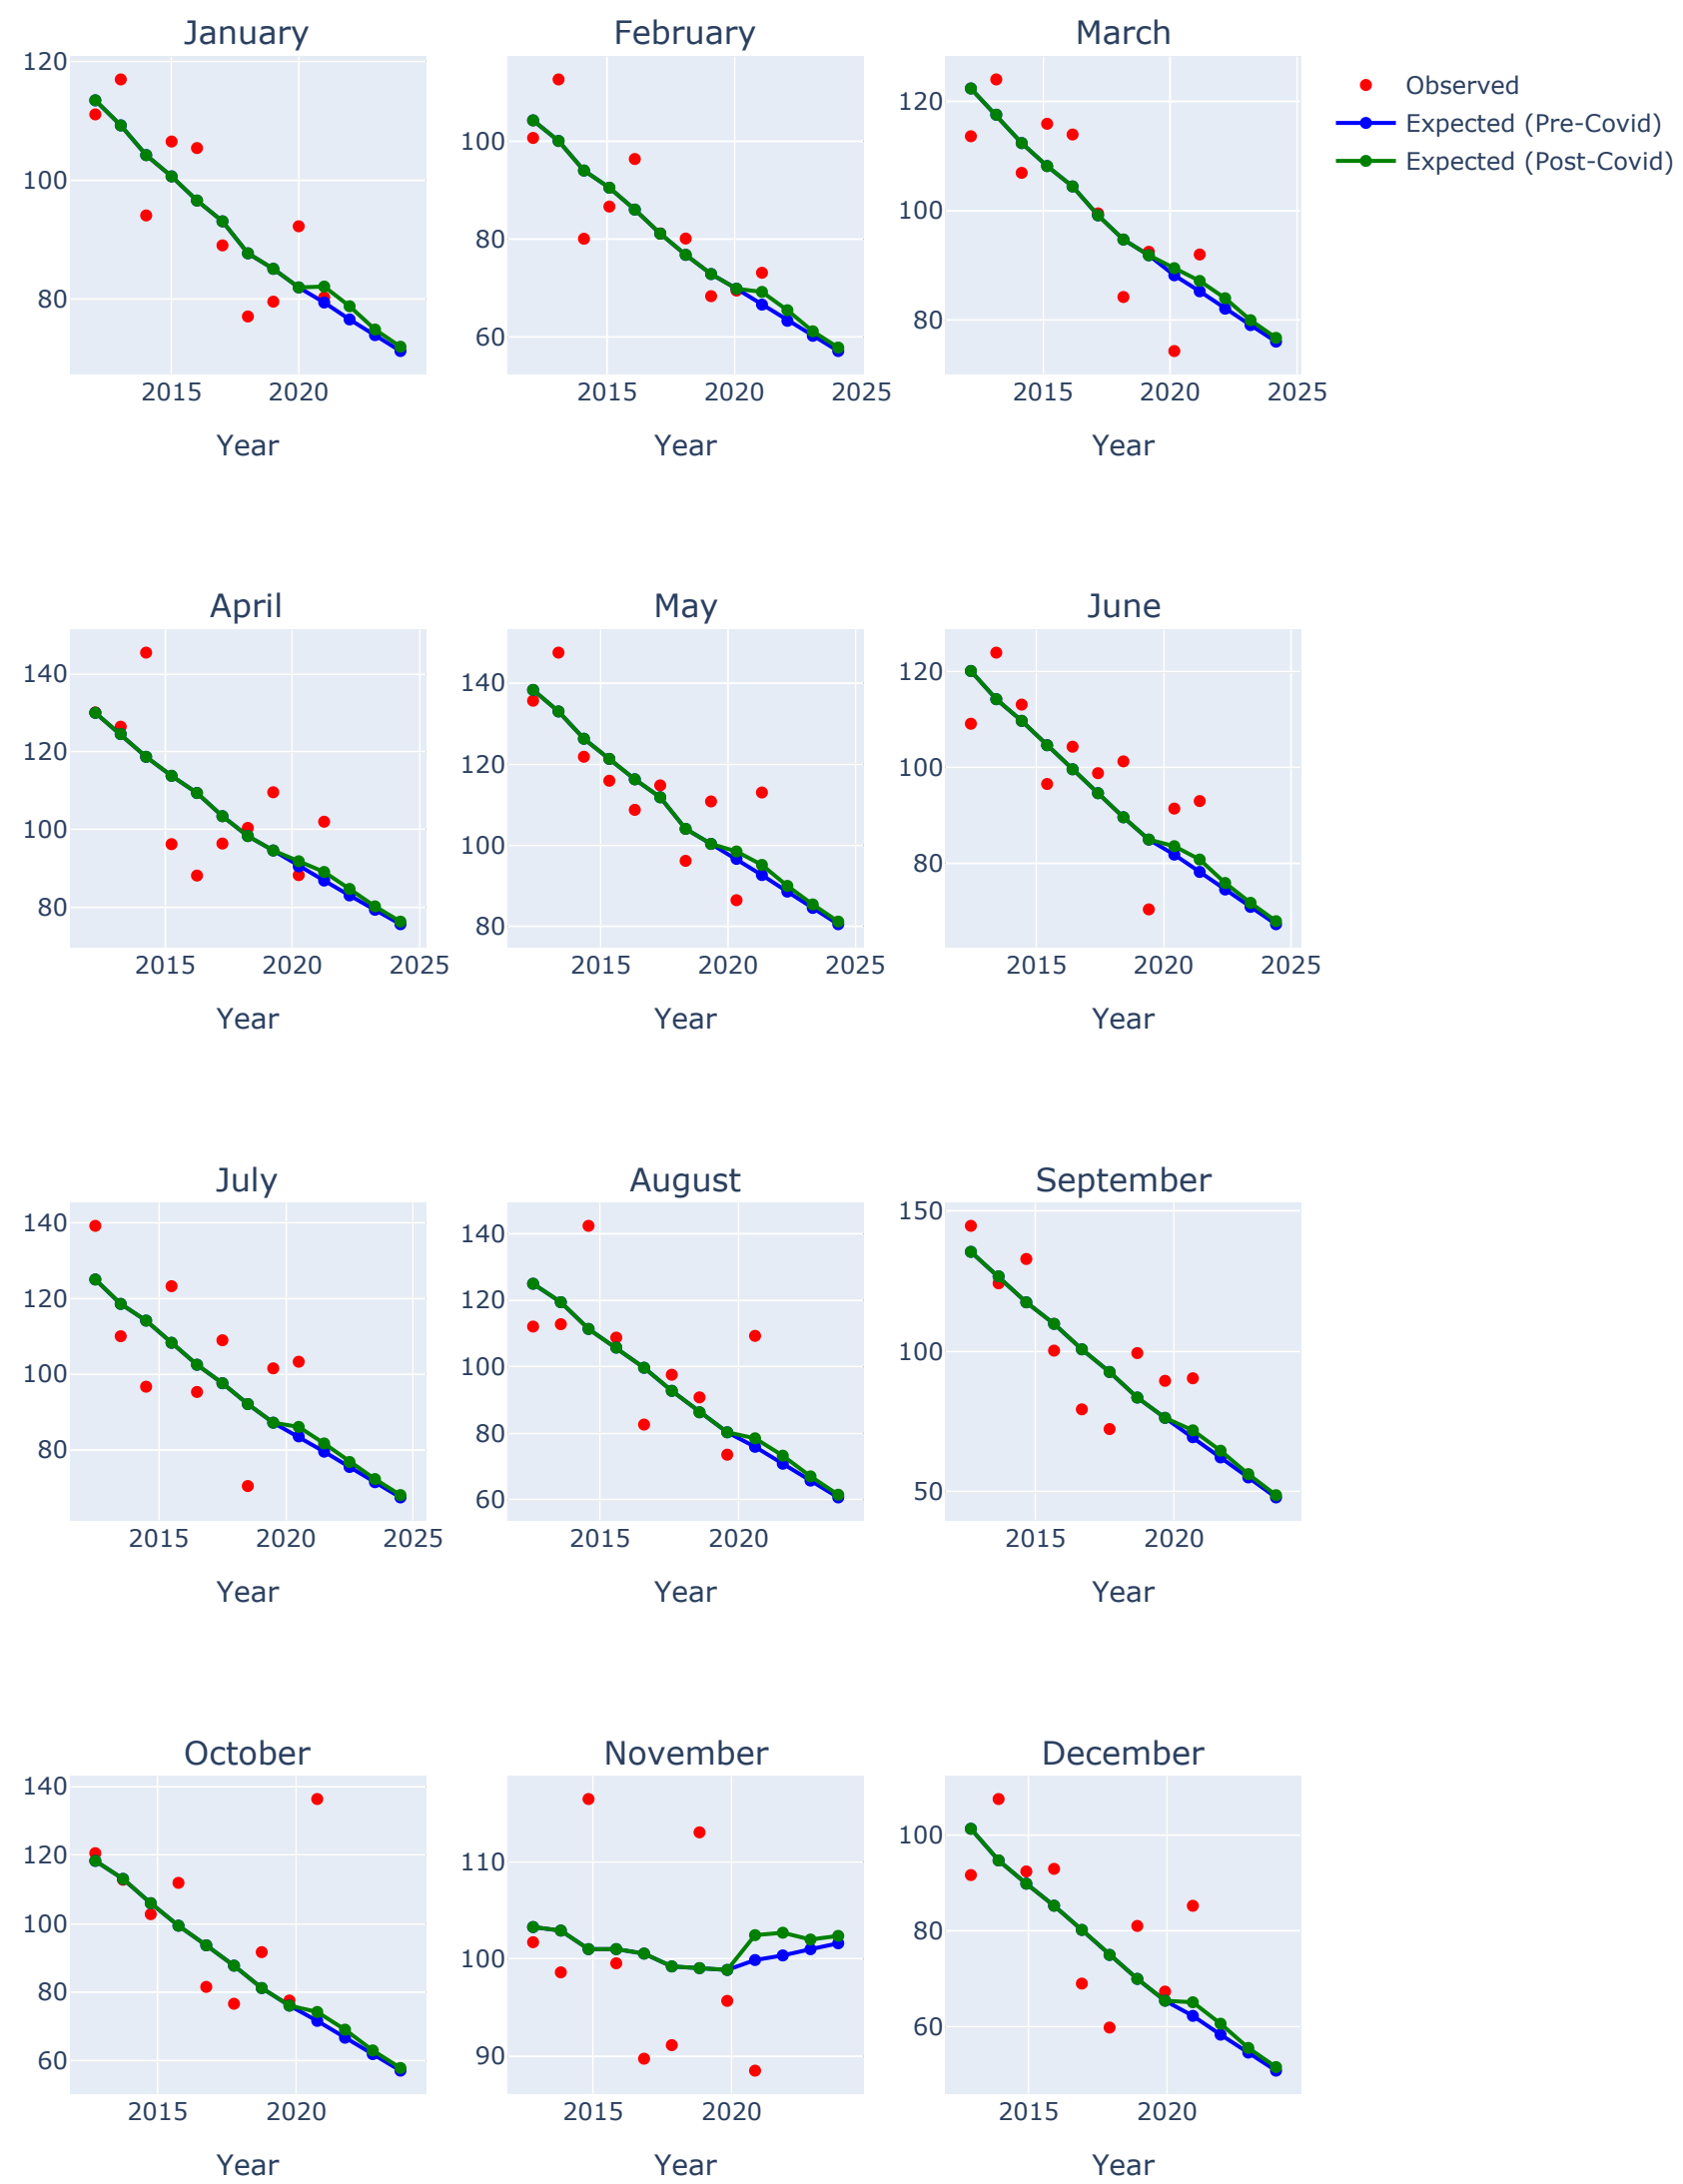 January
February
March
120
100
80
2015
2020
Year
100
80
60
2015
2020
2025
Year
120
100
80
2015
2020
2025
Year
Observed
Expected (Pre-Covid)
Expected (Post-Covid)
April
May
June
140
120
100
80
2015
2020
2025
Year
140
120
100
80
2015
2020
2025
Year
120
100
80
2015
2020
2025
Year
July
August
September
140
120
100
80
2015
2020
2025
Year
140
120
100
80
60
2015
2020
Year
150
100
50
2015
2020
Year
October
November
December
140
120
100
80
60
2015
2020
Year
110
100
90
2015
2020
Year
100
80
60
2015
2020
Year